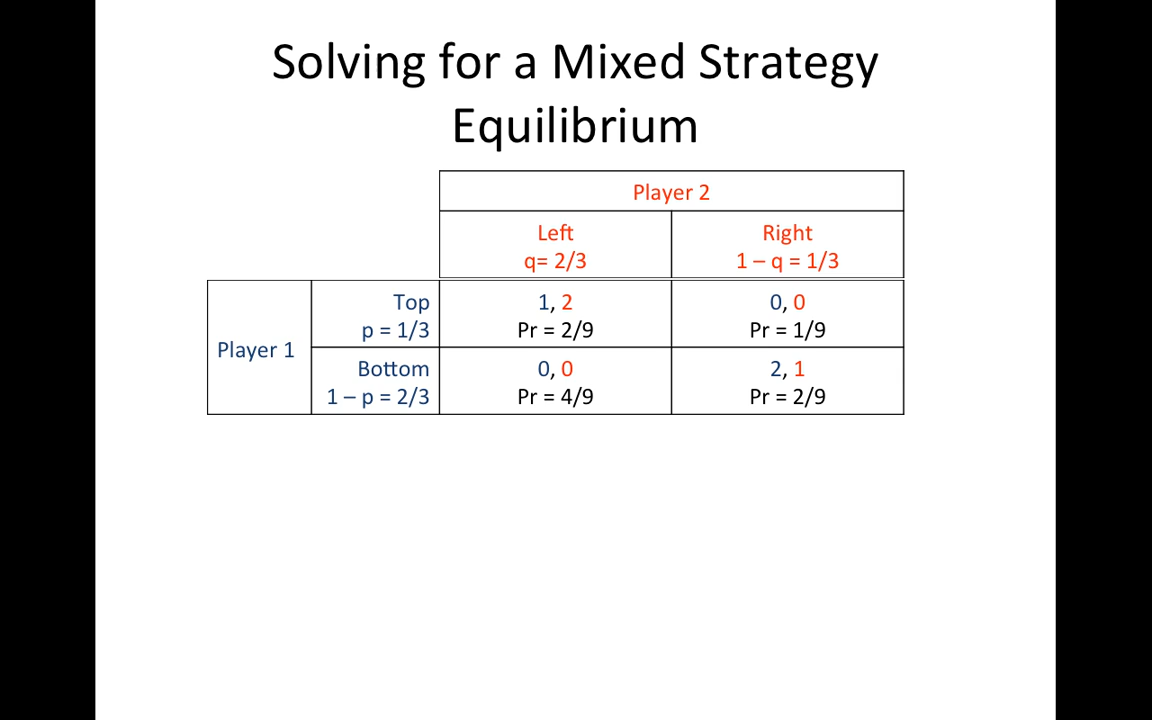 Solving for a Mixed Strategy
Equilibrium
Player 2
Left
q= 2/3
Right
1 – q = 1/3
Player 1
Top
p = 1/3
1, 2
Pr = 2/9
0, 0
Pr = 1/9
Bottom
1 – p = 2/3
0, 0
Pr = 4/9
2, 1
Pr = 2/9